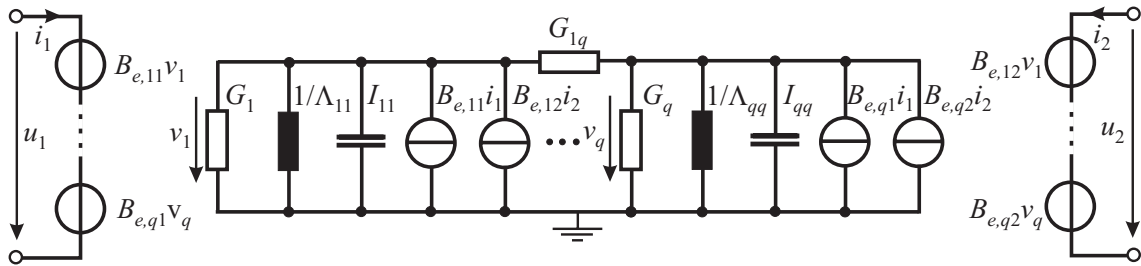 i₁
B_{e,11}v₁
u₁
B_{e,q1}v_q
G₁
v₁
1/Λ₁₁
I₁₁
B_{e,11}i₁
B_{e,12}i₂
G_{1q}
v_q
G_q
1/Λ_{qq}
I_{qq}
B_{e,q1}i₁
B_{e,q2}i₂
i₂
B_{e,12}v₁
u₂
B_{e,q2}v_q